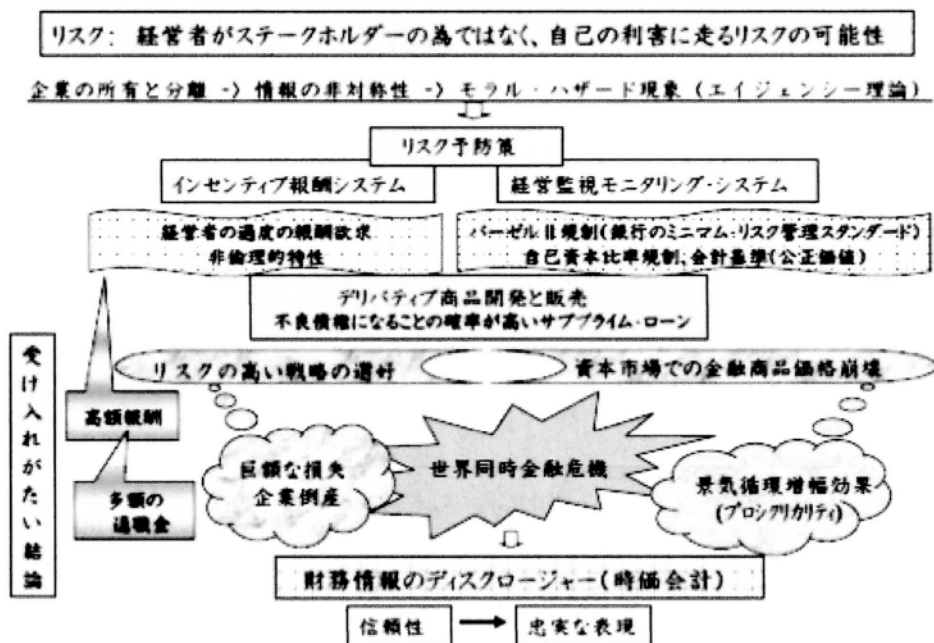 リスク: 経営者がステークホルダーの為ではなく、自己の利害に走るリスクの可能性
企業の所有と分離 -> 情報の非対称性 -> モラル・ハザード現象 (エイジェンシー理論)
リスク予防策
インセンティブ報酬システム
経営監視モニタリング・システム
経営者の過度の報酬欲求
非倫理的特性
バーゼルⅡ規制(銀行のミニマム・リスク管理スタンダード)
自己資本比率規制、会計基準(公正価値)
デリバティブ商品開発と販売
不良債権になることの確率が高いサブプライム・ローン
リスクの高い戦略の選好
資本市場での金融商品価格崩壊
受け入れがたい結論
高額報酬
多額の
退職金
巨額な損失
企業倒産
世界同時金融危機
景気循環増幅効果
(プロシクリカリティ)
財務情報のディスクロージャー(時価会計)
信頼性
忠実な表現